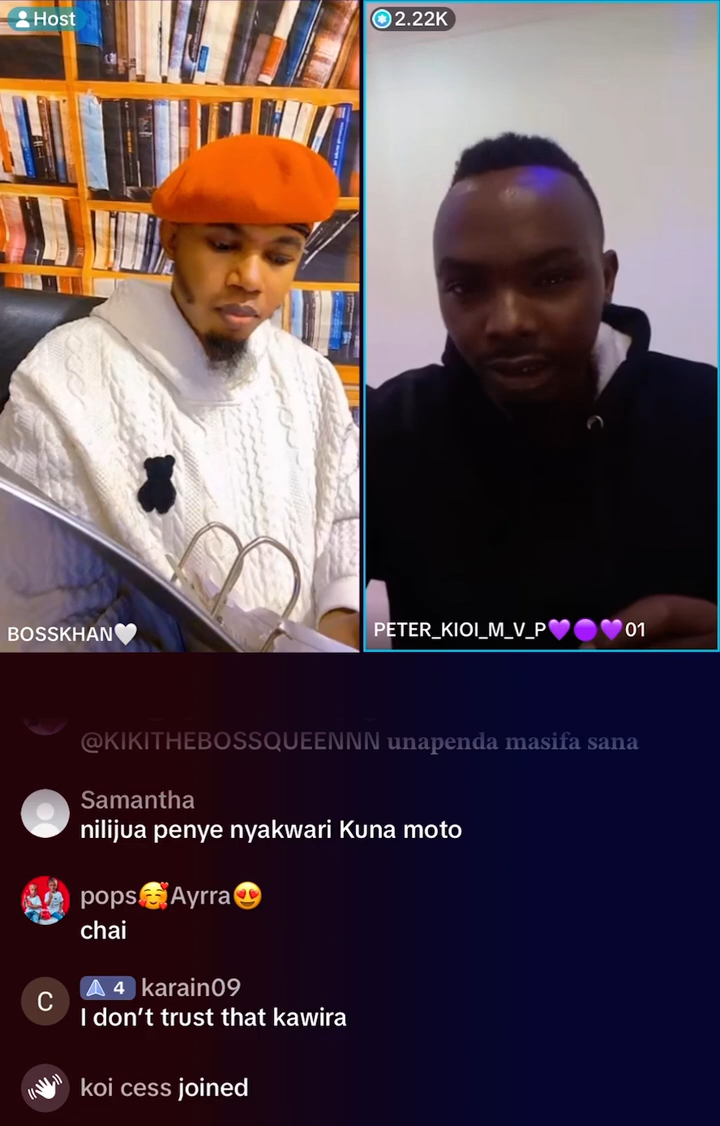 Host
2.22K
BOSSKHAN🤍
PETER_KIOI_M_V_P💜🟣💜01
@KIKITHEBOSSQUEENNN unapenda masifa sana
Samantha
nilijua penye nyakwari Kuna moto
pops🥰Ayrra😍
chai
C
4 karain09
I don't trust that kawira
koi cess joined